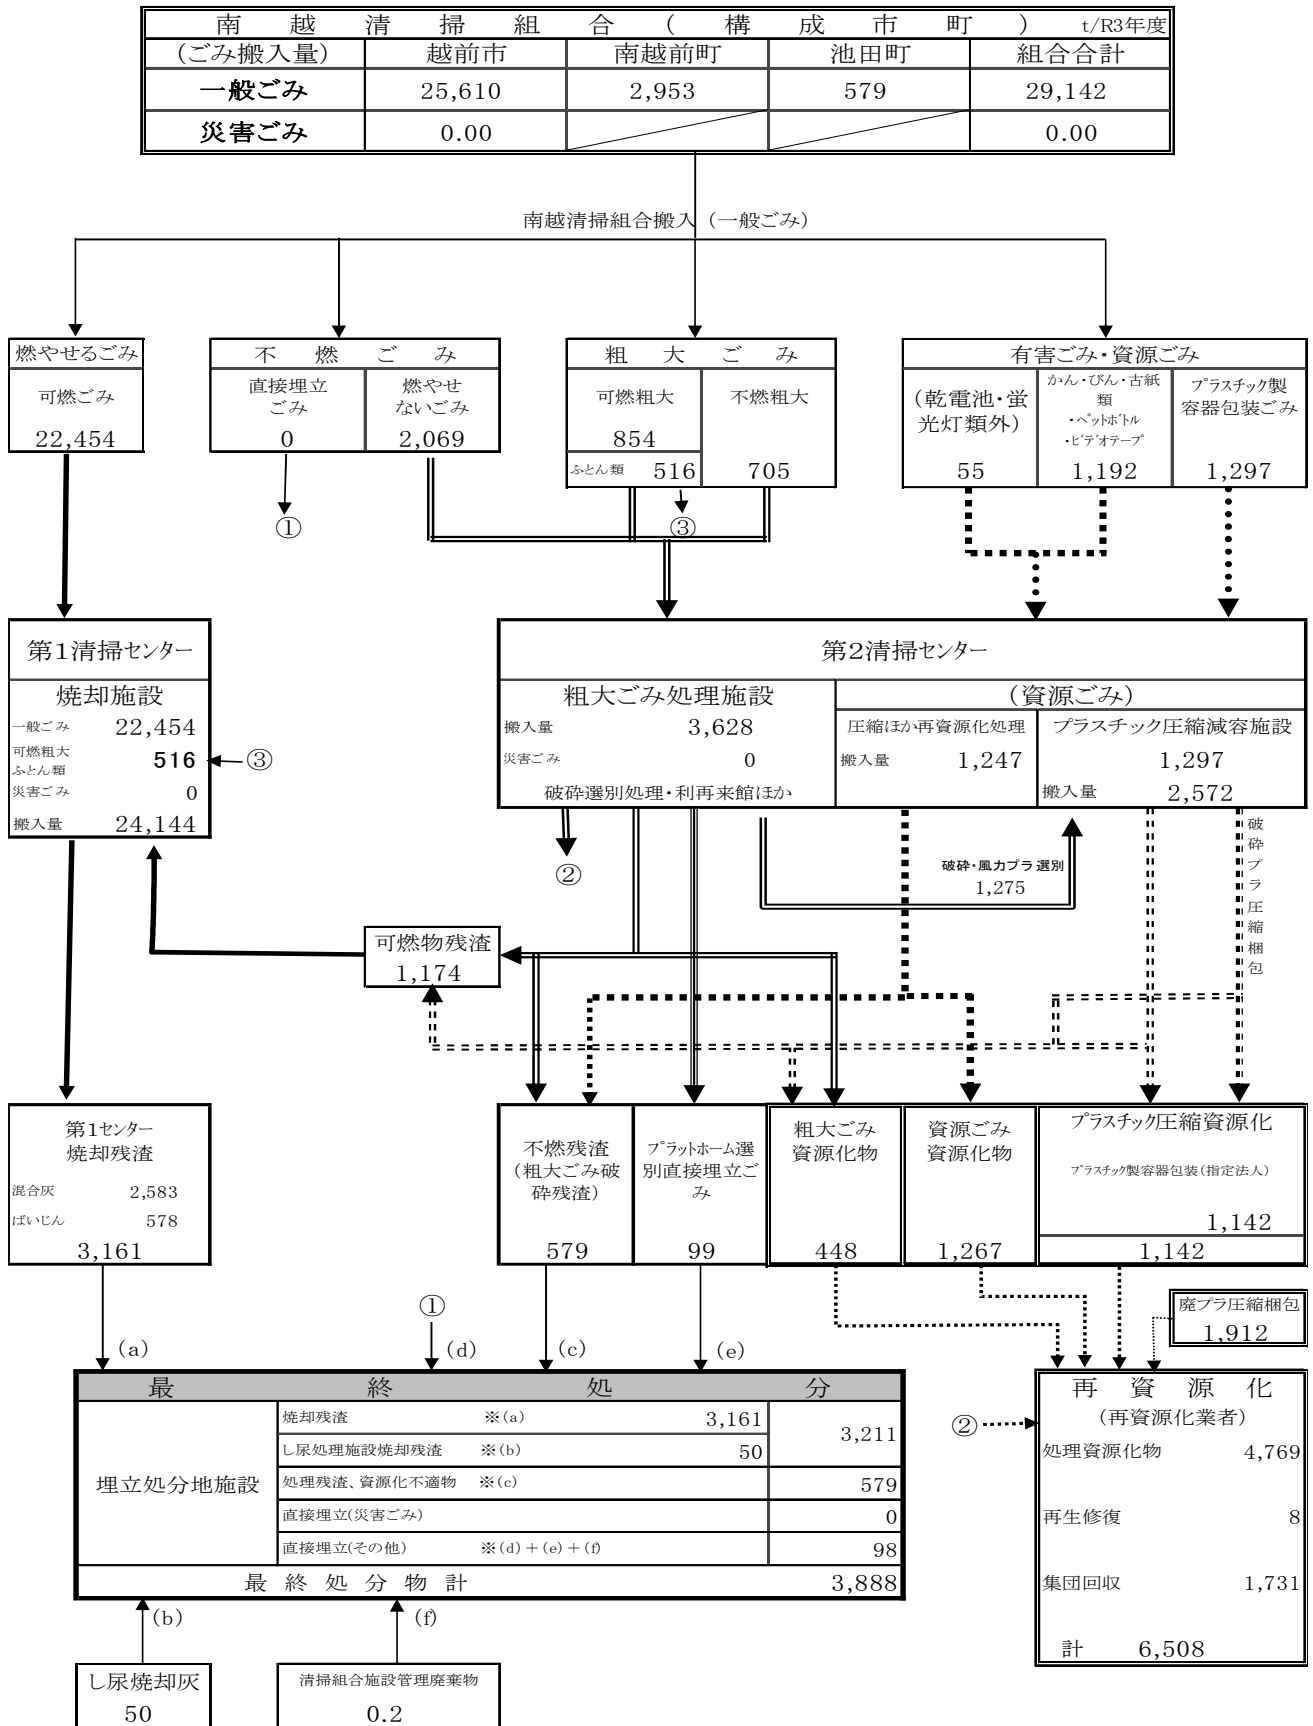 南越清掃組合(構成市町) t/R3年度
(ごみ搬入量) 越前市 南越前町 池田町 組合合計
一般ごみ 25,610 2,953 579 29,142
災害ごみ 0.00 0.00
南越清掃組合搬入(一般ごみ)
燃やせるごみ
可燃ごみ
22,454
不燃ごみ
直接埋立
ごみ
0
燃やせ
ないごみ
2,069
①
粗大ごみ
可燃粗大
854
ふとん類 516
不燃粗大
705
③
有害ごみ・資源ごみ
(乾電池・蛍
光灯類外)
55
かん・びん・古紙
類
・ペットボトル
・ビデオテープ
1,192
プラスチック製
容器包装ごみ
1,297
第1清掃センター
焼却施設
一般ごみ 22,454
可燃粗大
ふとん類 516
③
災害ごみ 0
搬入量 24,144
第2清掃センター
粗大ごみ処理施設
搬入量 3,628
災害ごみ 0
破砕選別処理・利再来館ほか
(資源ごみ)
圧縮ほか再資源化処理
搬入量 1,247
プラスチック圧縮減容施設
1,297
搬入量 2,572
②
破砕・風力プラ選別
1,275
破砕プラ圧縮梱包
可燃物残渣
1,174
第1センター
焼却残渣
混合灰 2,583
ばいじん 578
3,161
不燃残渣
(粗大ごみ破
砕残渣)
579
プラットホーム選
別直接埋立ご
み
99
粗大ごみ
資源化物
448
資源ごみ
資源化物
1,267
プラスチック圧縮資源化
プラスチック製容器包装(指定法人)
1,142
1,142
廃プラ圧縮梱包
1,912
(a) ① (d) (c) (e)
最終処分
埋立処分地施設
焼却残渣 ※(a) 3,161
3,211
し尿処理施設焼却残渣 ※(b) 50
処理残渣、資源化不適物 ※(c) 579
直接埋立(災害ごみ) 0
直接埋立(その他) ※(d)+(e)+(f) 98
最終処分物計 3,888
②
再資源化
(再資源化業者)
処理資源化物 4,769
再生修復 8
集団回収 1,731
計 6,508
(b) (f)
し尿焼却灰
50
清掃組合施設管理廃棄物
0.2